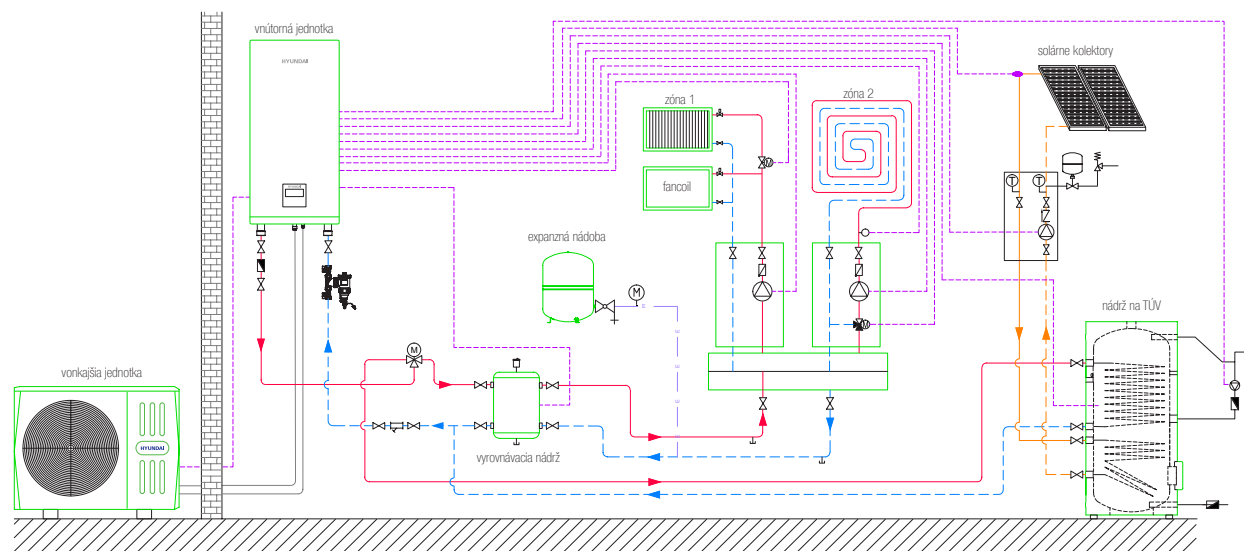 vnútorná jednotka
HYUNDAI
solárne kolektory
zóna 1
zóna 2
fancoil
T
T
expanzná nádoba
M
M
nádrž na TÚV
vonkajšia jednotka
HYUNDAI
vyrovnávacia nádrž